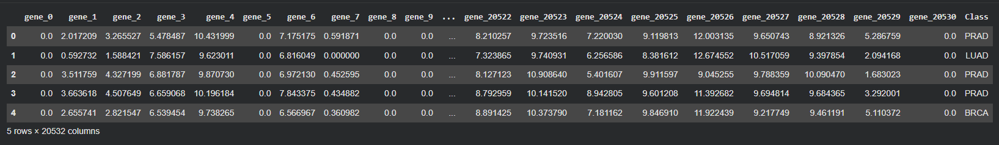 gene_0 gene_1 gene_2 gene_3 gene_4 gene_5 gene_6 gene_7 gene_8 gene_9 ... gene_20522 gene_20523 gene_20524 gene_20525 gene_20526 gene_20527 gene_20528 gene_20529 gene_20530 Class
0 0.0 2.017209 3.265527 5.478487 10.431999 0.0 7.175175 0.591871 0.0 0.0 ... 8.210257 9.723516 7.220030 9.119813 12.003135 9.650743 8.921326 5.286759 0.0 PRAD
1 0.0 0.592732 1.588421 7.586157 9.623011 0.0 6.816049 0.000000 0.0 0.0 ... 7.323865 9.740931 6.256586 8.381612 12.674552 10.517059 9.397854 2.094168 0.0 LUAD
2 0.0 3.511759 4.327199 6.881787 9.870730 0.0 6.972130 0.452595 0.0 0.0 ... 8.127123 10.908640 5.401607 9.911597 9.045255 9.788359 10.090470 1.683023 0.0 PRAD
3 0.0 3.663618 4.507649 6.659068 10.196184 0.0 7.843375 0.434882 0.0 0.0 ... 8.792959 10.141520 8.942805 9.601208 11.392682 9.694814 9.684365 3.292001 0.0 PRAD
4 0.0 2.655741 2.821547 6.539454 9.738265 0.0 6.566967 0.360982 0.0 0.0 ... 8.891425 10.373790 7.181162 9.846910 11.922439 9.217749 9.461191 5.110372 0.0 BRCA
5 rows × 20532 columns